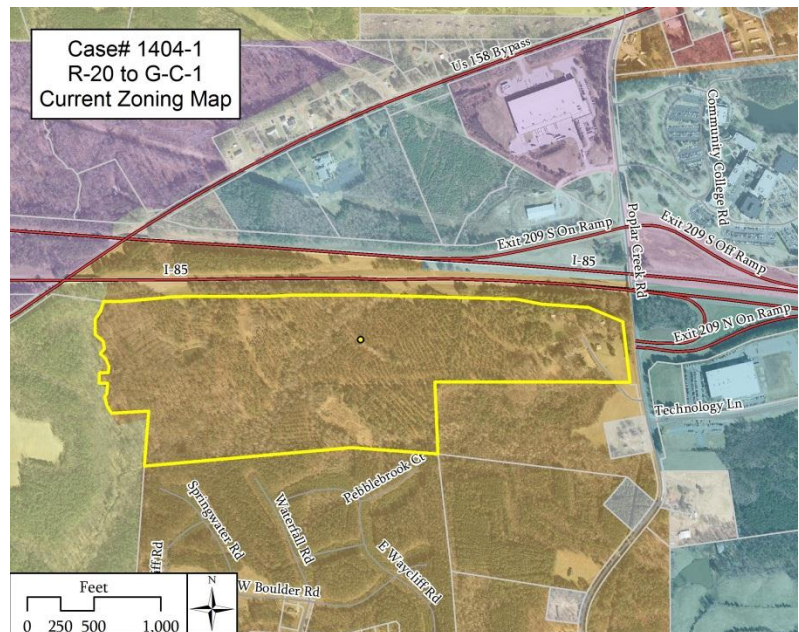 Case# 1404-1
R-20 to G-C-1
Current Zoning Map
Us 158 Bypass
Community College Rd
Poplar Creek Rd
Exit 209 S On Ramp
Exit 209 S Off Ramp
I-85
I-85
Exit 209 N On Ramp
Technology Ln
Pebblebrook Ct
Springwater Rd
Waterfall Rd
E Waycliff Rd
iff Rd
W Boulder Rd
Feet
0 250 500 1,000
N